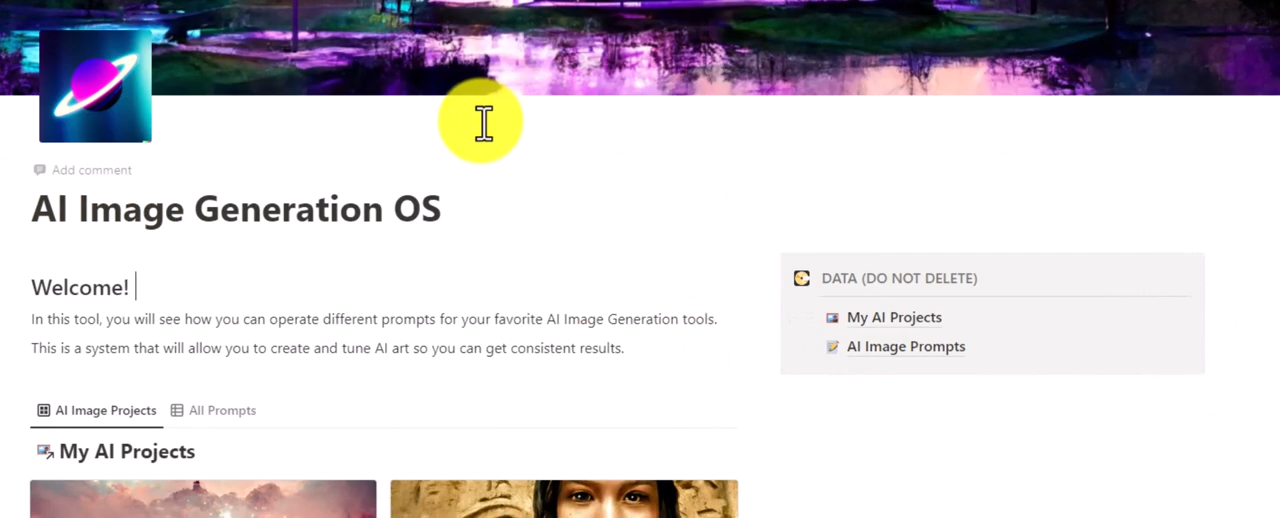 Add comment
AI Image Generation OS
Welcome!
In this tool, you will see how you can operate different prompts for your favorite AI Image Generation tools.
This is a system that will allow you to create and tune AI art so you can get consistent results.
AI Image Projects All Prompts
My AI Projects
DATA (DO NOT DELETE)
My AI Projects
AI Image Prompts